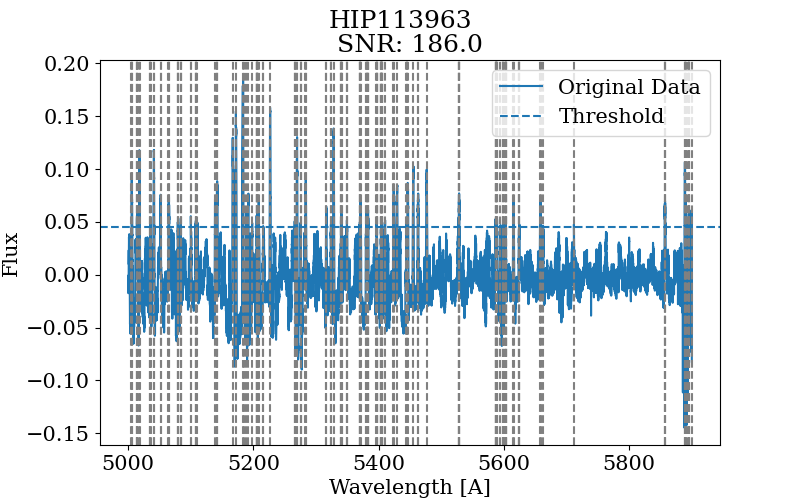 HIP113963
SNR: 186.0
Original Data
Threshold
Flux
0.20
0.15
0.10
0.05
0.00
−0.05
−0.10
−0.15
5000 5200 5400 5600 5800
Wavelength [A]